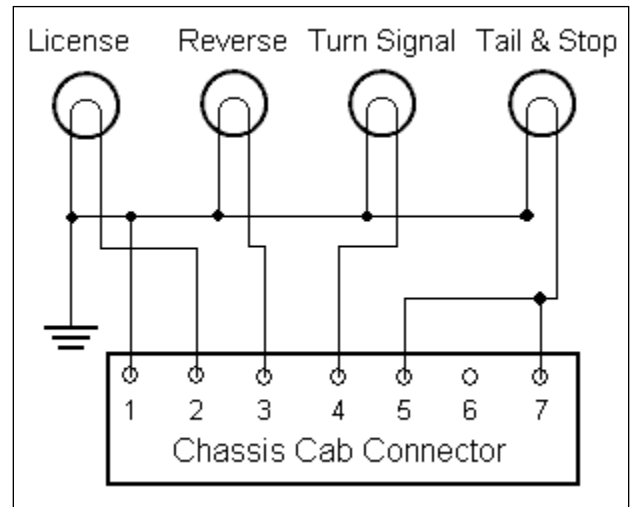 License Reverse Turn Signal Tail & Stop
1 2 3 4 5 6 7
Chassis Cab Connector